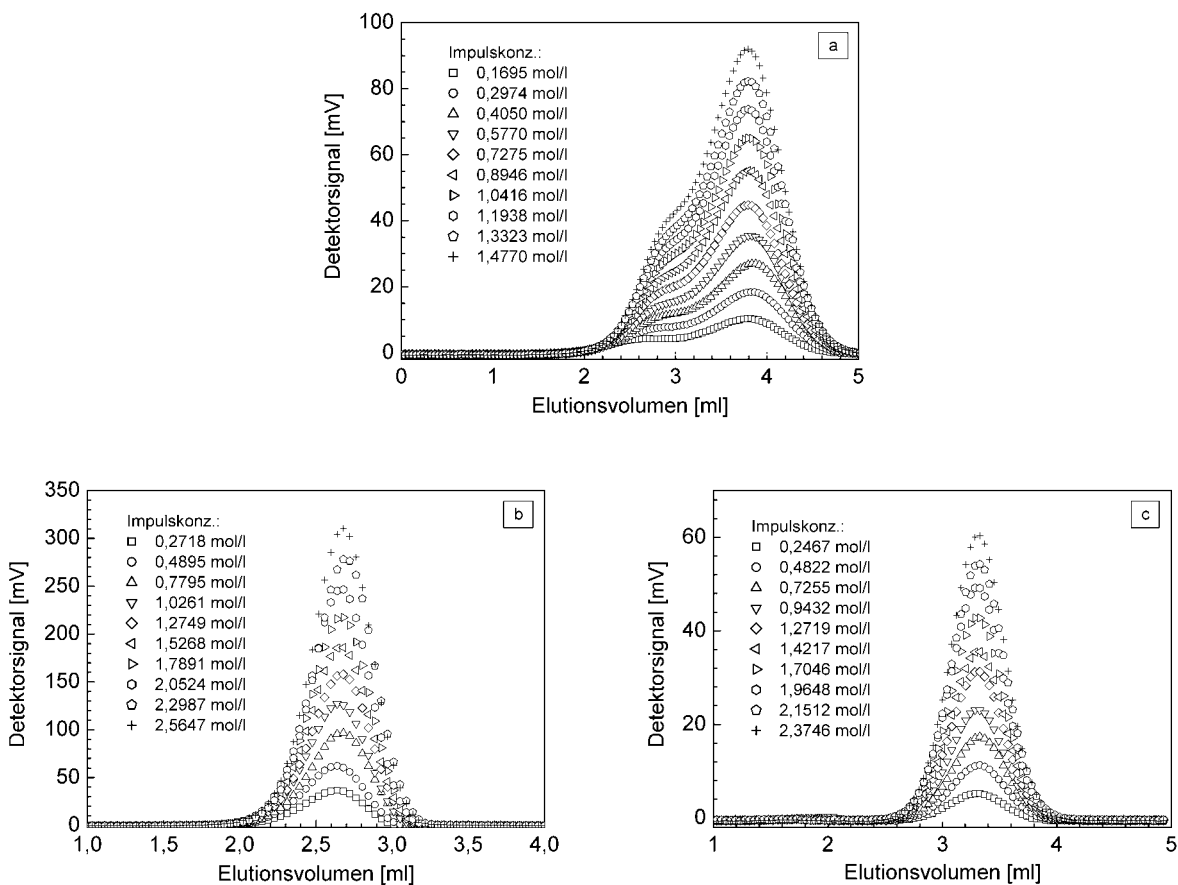 a
Impulskonz.:
0,1695 mol/l
0,2974 mol/l
0,4050 mol/l
0,5770 mol/l
0,7275 mol/l
0,8946 mol/l
1,0416 mol/l
1,1938 mol/l
1,3323 mol/l
1,4770 mol/l
Detektorsignal [mV]
100
80
60
40
20
0
0 1 2 3 4 5
Elutionsvolumen [ml]
b
Impulskonz.:
0,2718 mol/l
0,4895 mol/l
0,7795 mol/l
1,0261 mol/l
1,2749 mol/l
1,5268 mol/l
1,7891 mol/l
2,0524 mol/l
2,2987 mol/l
2,5647 mol/l
Detektorsignal [mV]
350
300
250
200
150
100
50
0
1,0 1,5 2,0 2,5 3,0 3,5 4,0
Elutionsvolumen [ml]
c
Impulskonz.:
0,2467 mol/l
0,4822 mol/l
0,7255 mol/l
0,9432 mol/l
1,2719 mol/l
1,4217 mol/l
1,7046 mol/l
1,9648 mol/l
2,1512 mol/l
2,3746 mol/l
Detektorsignal [mV]
60
40
20
0
1 2 3 4 5
Elutionsvolumen [ml]